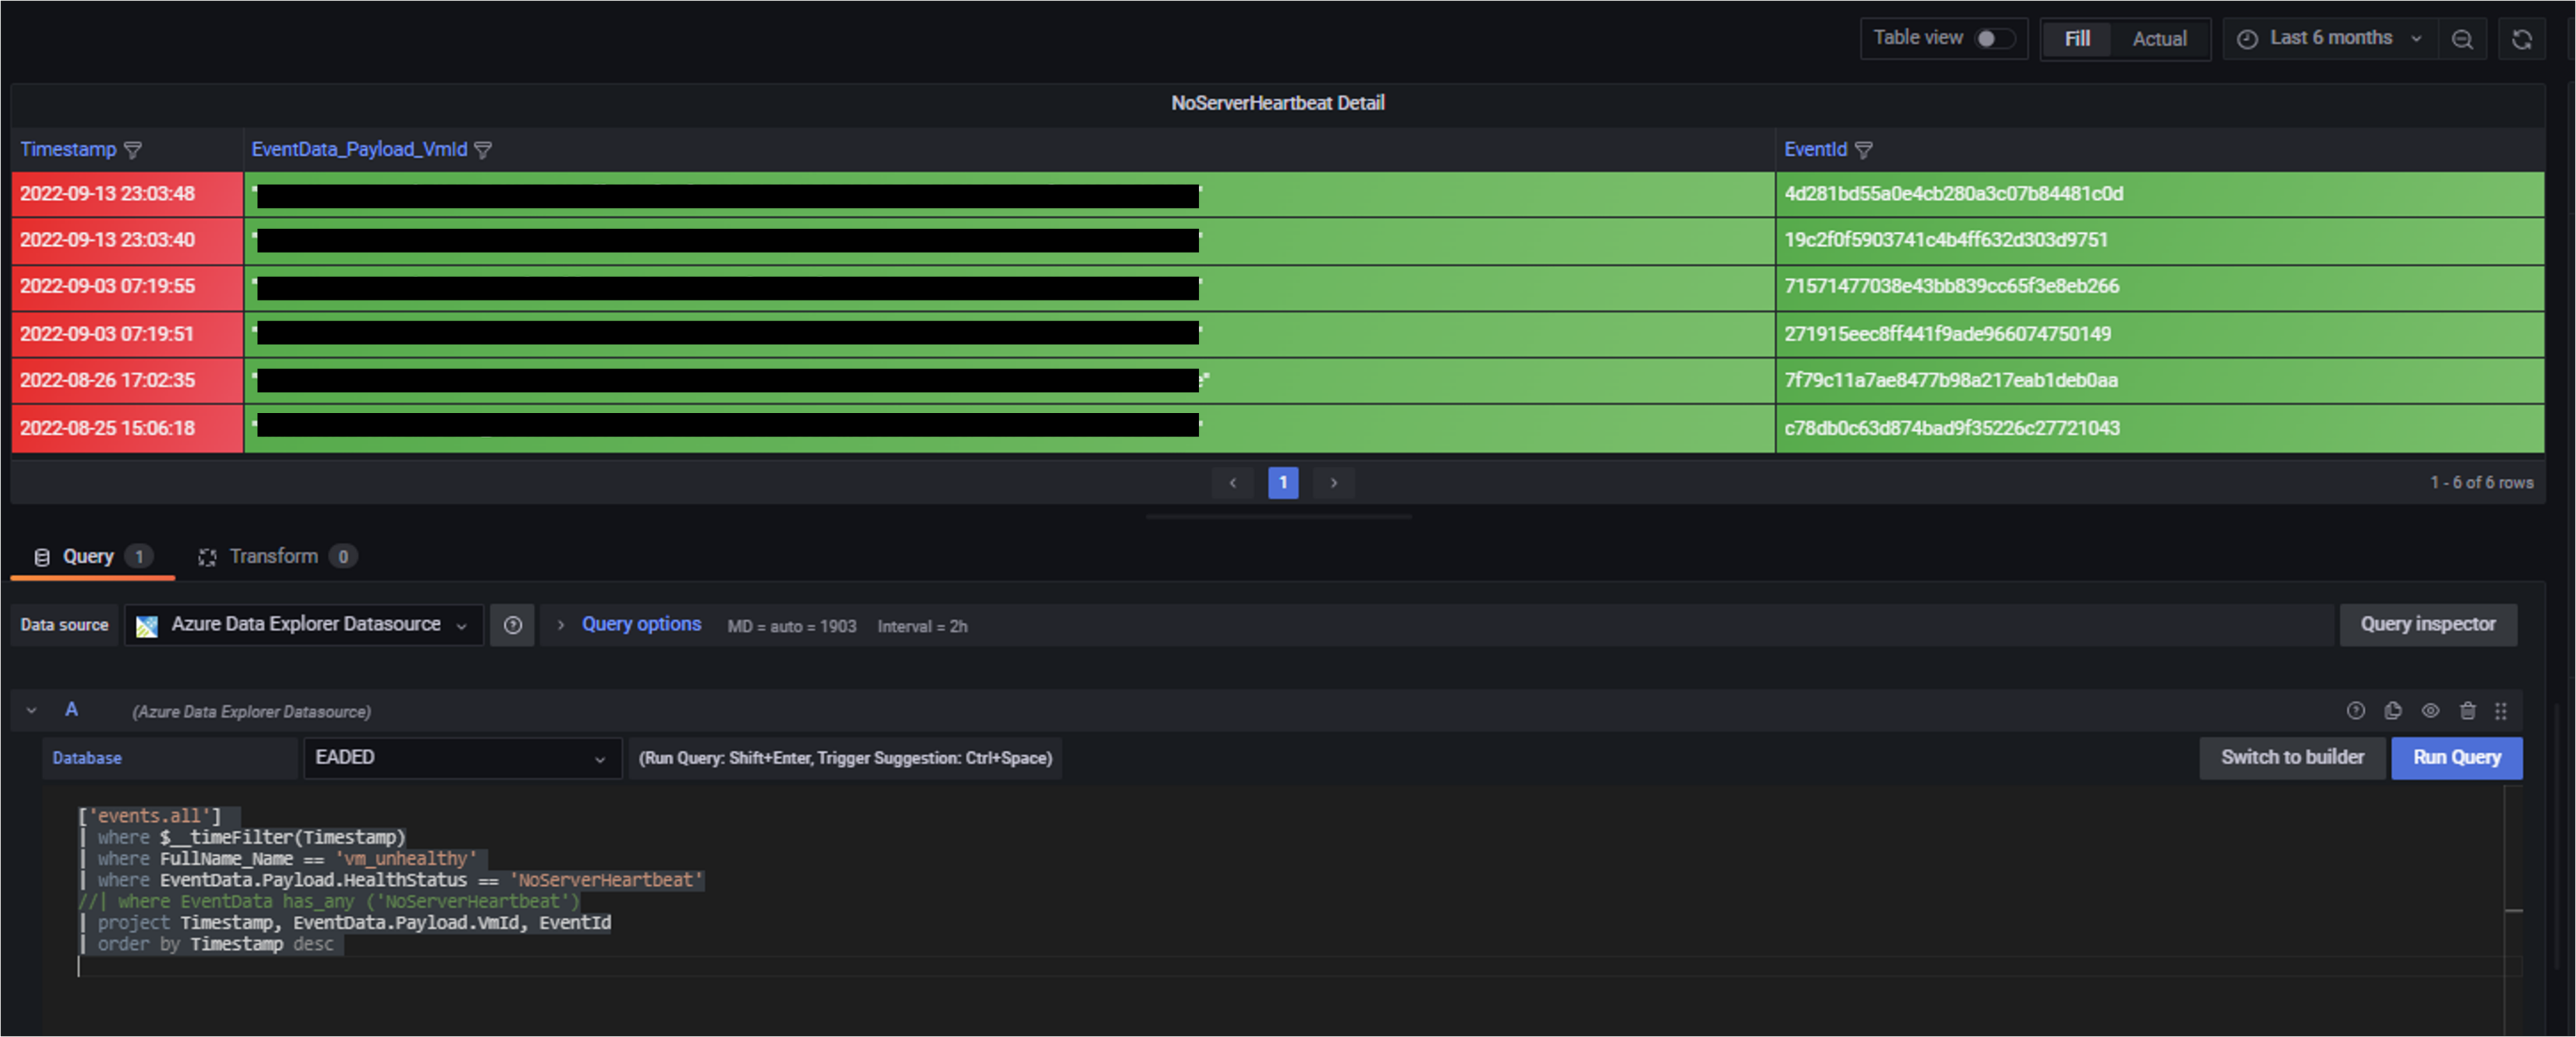 Table view Fill Actual Last 6 months
NoServerHeartbeat Detail
Timestamp EventData_Payload_VmId EventId
2022-09-13 23:03:48 4d281bd55a0e4cb280a3c07b84481c0d
2022-09-13 23:03:40 19c2f0f5903741c4b4ff632d303d9751
2022-09-03 07:19:55 71571477038e43bb839cc65f3e8eb266
2022-09-03 07:19:51 271915eec8ff441f9ade966074750149
2022-08-26 17:02:35 7f79c11a7ae8477b98a217eab1deb0aa
2022-08-25 15:06:18 c78db0c63d874bad9f35226c27721043
‹ 1 › 1 - 6 of 6 rows
Query 1 Transform 0
Data source Azure Data Explorer Datasource Query options MD = auto = 1903 Interval = 2h Query inspector
A (Azure Data Explorer Datasource)
Database EADED (Run Query: Shift+Enter, Trigger Suggestion: Ctrl+Space) Switch to builder Run Query
['events.all']
| where $__timeFilter(Timestamp)
| where FullName_Name == 'vm_unhealthy'
| where EventData.Payload.HealthStatus == 'NoServerHeartbeat'
//| where EventData has_any ('NoServerHeartbeat')
| project Timestamp, EventData.Payload.VmId, EventId
| order by Timestamp desc